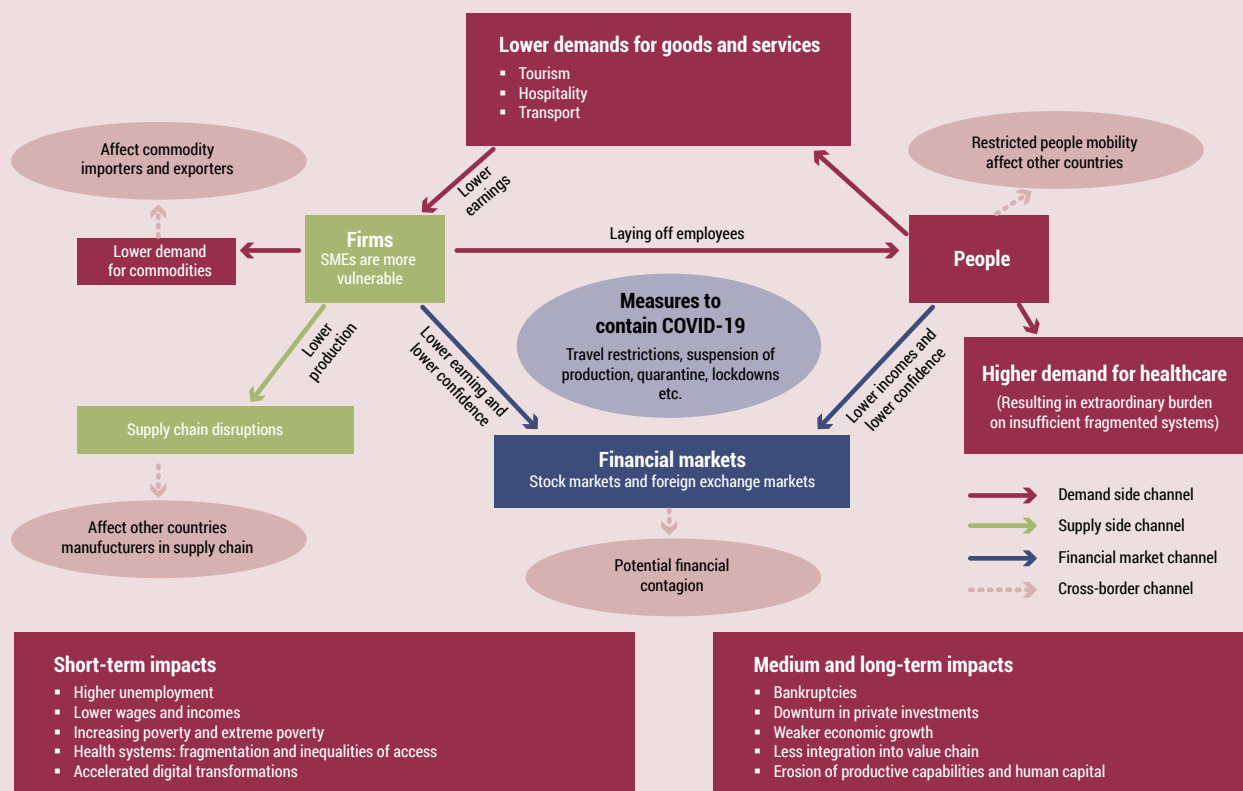 Lower demands for goods and services
▪ Tourism
▪ Hospitality
▪ Transport
Affect commodity
importers and exporters
Restricted people mobility
affect other countries
Lower
earnings
Lower demand
for commodities
Firms
SMEs are more
vulnerable
Laying off employees
People
Measures to
contain COVID-19
Travel restrictions, suspension of
production, quarantine, lockdowns
etc.
Lower
production
Lower earning and
lower confidence
Lower incomes and
lower confidence
Higher demand for healthcare
(Resulting in extraordinary burden
on insufficient fragmented systems)
Supply chain disruptions
Financial markets
Stock markets and foreign exchange markets
Affect other countries
manufacturers in supply chain
Potential financial
contagion
Demand side channel
Supply side channel
Financial market channel
Cross-border channel
Short-term impacts
▪ Higher unemployment
▪ Lower wages and incomes
▪ Increasing poverty and extreme poverty
▪ Health systems: fragmentation and inequalities of access
▪ Accelerated digital transformations
Medium and long-term impacts
▪ Bankruptcies
▪ Downturn in private investments
▪ Weaker economic growth
▪ Less integration into value chain
▪ Erosion of productive capabilities and human capital